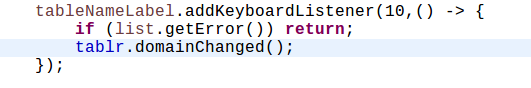 tableNameLabel.addKeyboardListener(10,() -> {
    if (list.getError()) return;
    tablr.domainChanged();
});